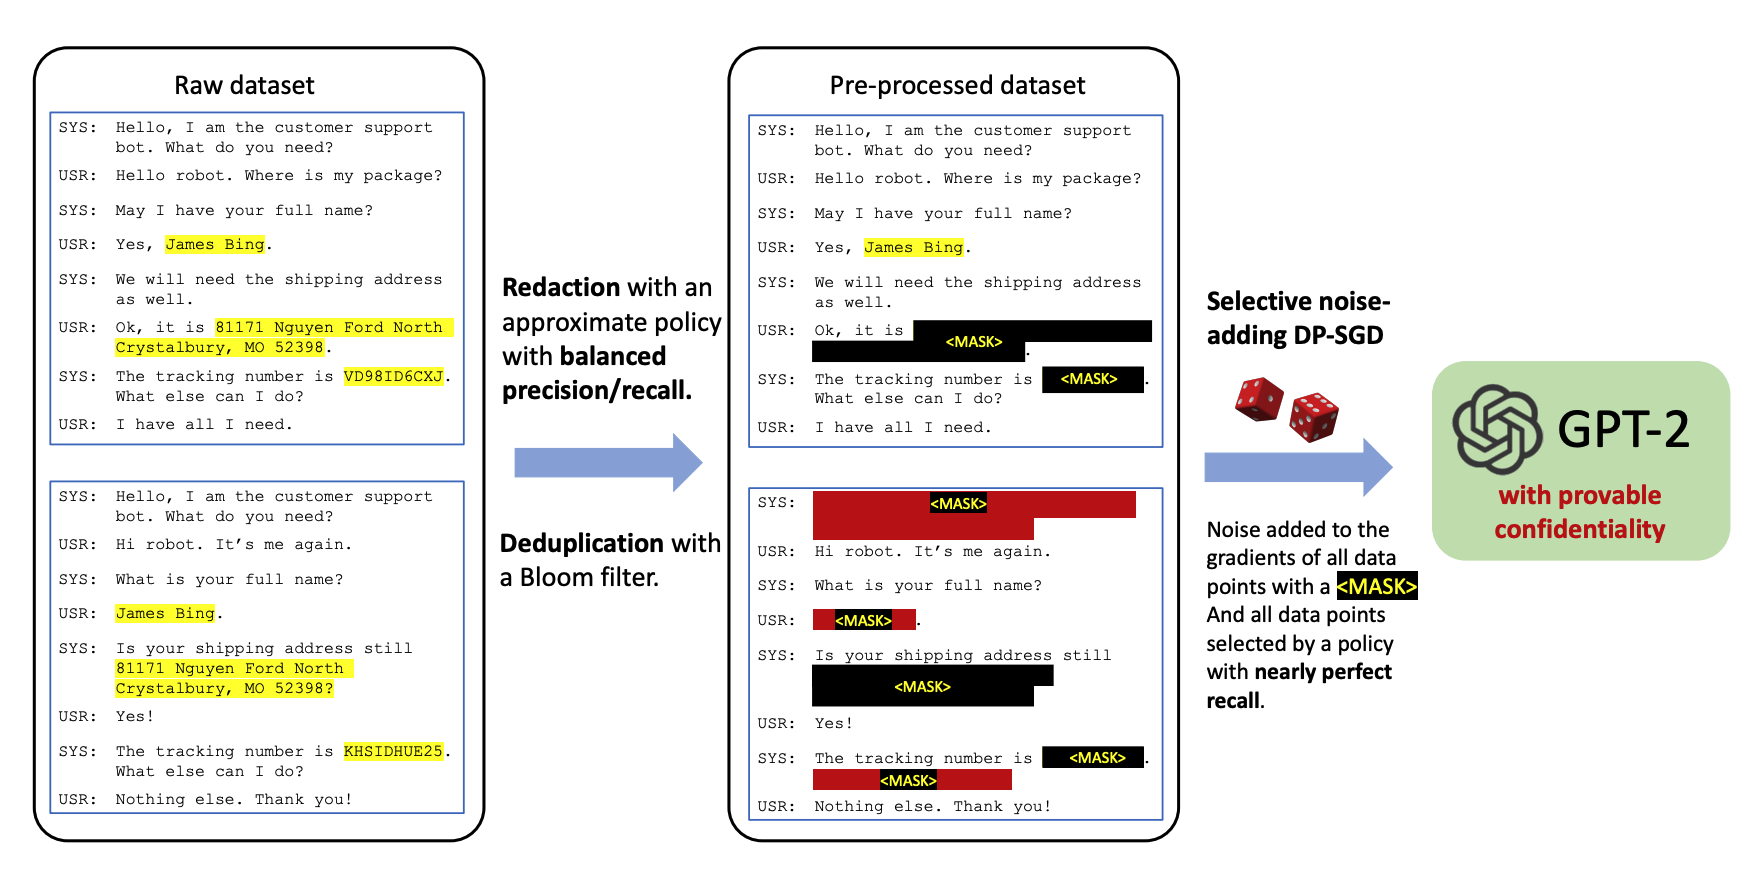 Raw dataset
SYS: Hello, I am the customer support
bot. What do you need?
USR: Hello robot. Where is my package?
SYS: May I have your full name?
USR: Yes, James Bing.
SYS: We will need the shipping address
as well.
USR: Ok, it is 81171 Nguyen Ford North
Crystalbury, MO 52398.
SYS: The tracking number is VD98ID6CXJ.
What else can I do?
USR: I have all I need.
SYS: Hello, I am the customer support
bot. What do you need?
USR: Hi robot. It's me again.
SYS: What is your full name?
USR: James Bing.
SYS: Is your shipping address still
81171 Nguyen Ford North
Crystalbury, MO 52398?
USR: Yes!
SYS: The tracking number is KHSIDHUE25.
What else can I do?
USR: Nothing else. Thank you!
Redaction with an
approximate policy
with balanced
precision/recall.
Deduplication with
a Bloom filter.
Pre-processed dataset
SYS: Hello, I am the customer support
bot. What do you need?
USR: Hello robot. Where is my package?
SYS: May I have your full name?
USR: Yes, James Bing.
SYS: We will need the shipping address
as well.
USR: Ok, it is
<MASK>
.
SYS: The tracking number is <MASK>.
What else can I do?
USR: I have all I need.
SYS: <MASK>
USR: Hi robot. It's me again.
SYS: What is your full name?
USR: <MASK>.
SYS: Is your shipping address still
<MASK>
USR: Yes!
SYS: The tracking number is <MASK>.
<MASK>
USR: Nothing else. Thank you!
Selective noise-
adding DP-SGD
Noise added to the
gradients of all data
points with a <MASK>
And all data points
selected by a policy
with nearly perfect
recall.
GPT-2
with provable
confidentiality